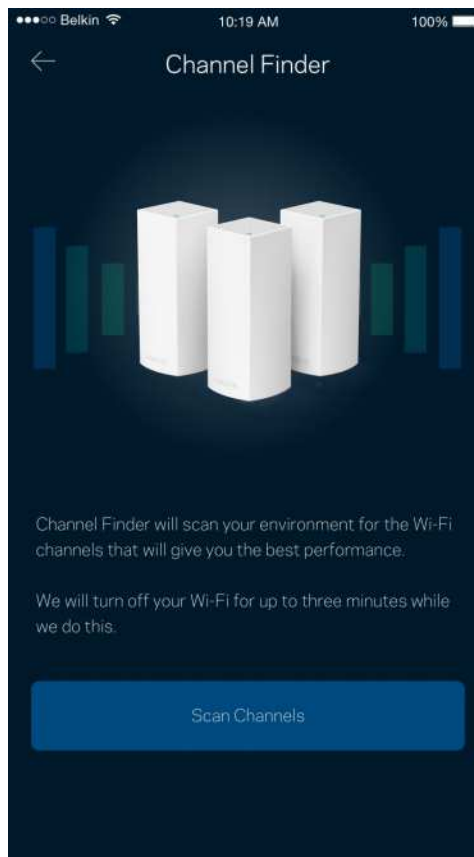 Belkin 10:19 AM 100%
Channel Finder
Channel Finder will scan your environment for the Wi-Fi
channels that will give you the best performance.
We will turn off your Wi-Fi for up to three minutes while
we do this.
Scan Channels